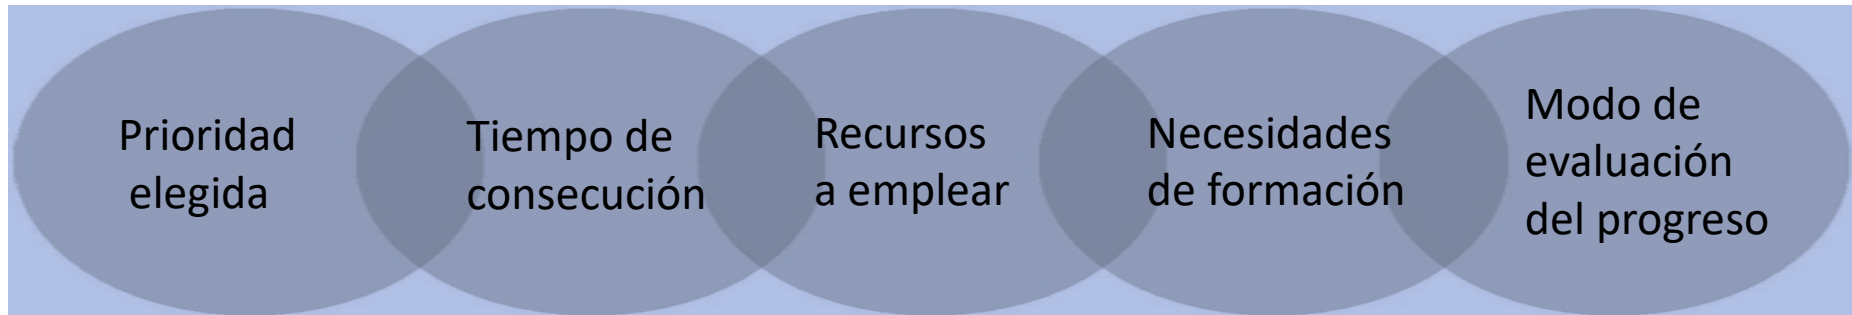 Prioridad
elegida
Tiempo de
consecución
Recursos
a emplear
Necesidades
de formación
Modo de
evaluación
del progreso